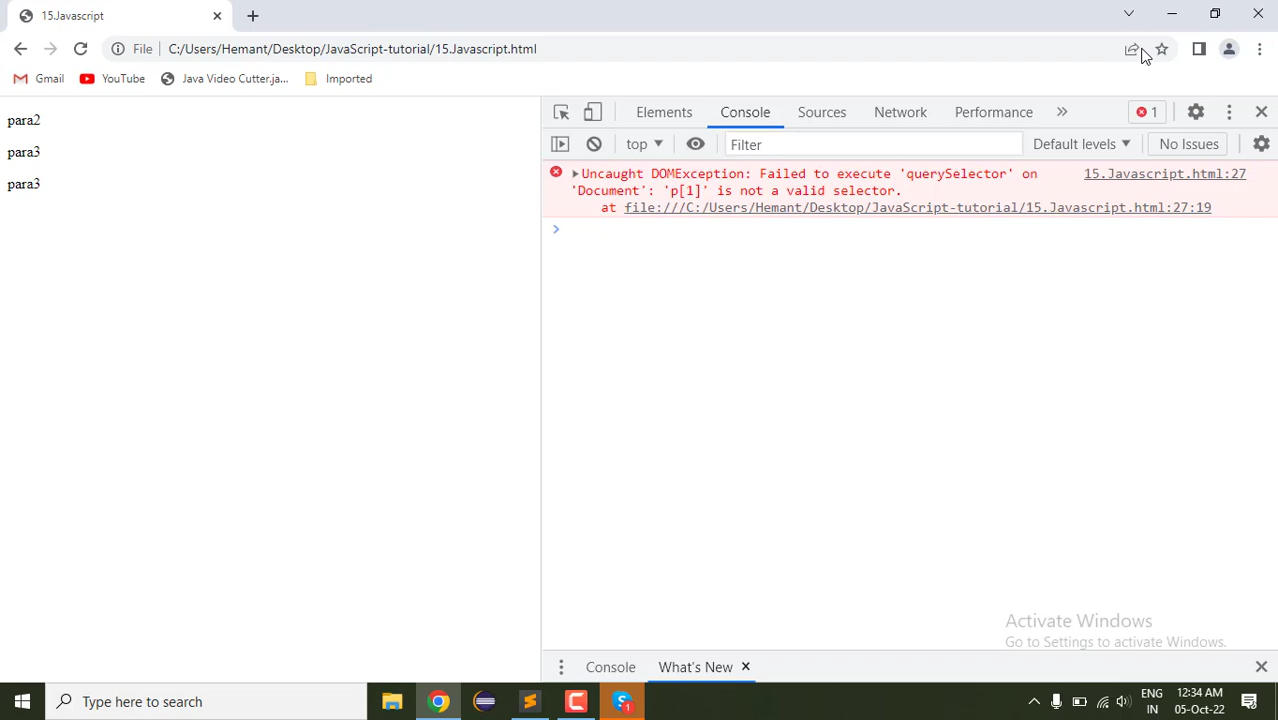 15.Javascript
File
C:/Users/Hemant/Desktop/JavaScript-tutorial/15.Javascript.html
Gmail
YouTube
Java Video Cutter.ja...
Imported
para2
para3
para3
Elements
Console
Sources
Network
Performance
1
top
Filter
Default levels
No Issues
Uncaught DOMException: Failed to execute 'querySelector' on
15.Javascript.html:27
'Document': 'p[1]' is not a valid selector.
at file:///C:/Users/Hemant/Desktop/JavaScript-tutorial/15.Javascript.html:27:19
Activate Windows
Go to Settings to activate Windows.
Console
What's New
Type here to search
1
ENG
IN
12:34 AM
05-Oct-22